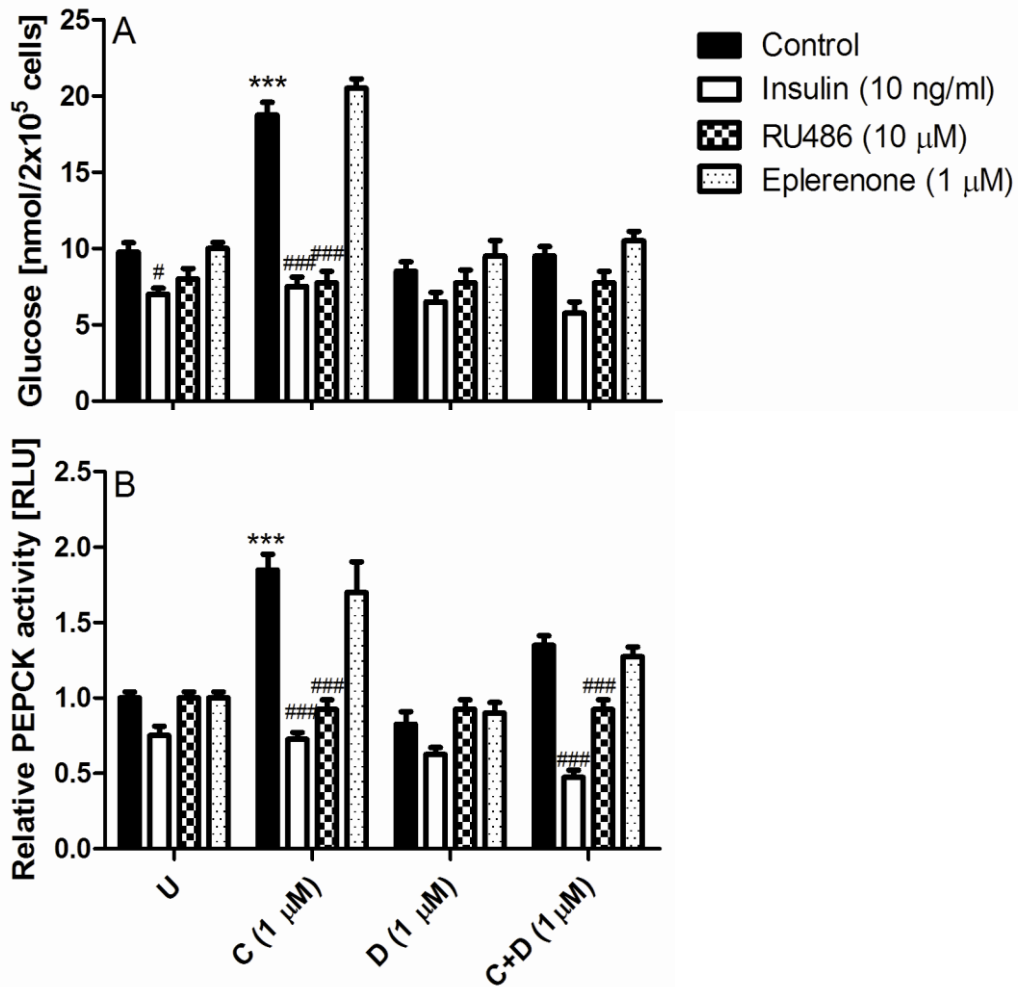 A
Glucose [nmol/2x10⁵ cells]
25
20
15
10
5
0
***
#
###
###
Control
Insulin (10 ng/ml)
RU486 (10 μM)
Eplerenone (1 μM)
B
Relative PEPCK activity [RLU]
2.5
2.0
1.5
1.0
0.5
0.0
***
###
###
###
###
U
C (1 μM)
D (1 μM)
C+D (1 μM)